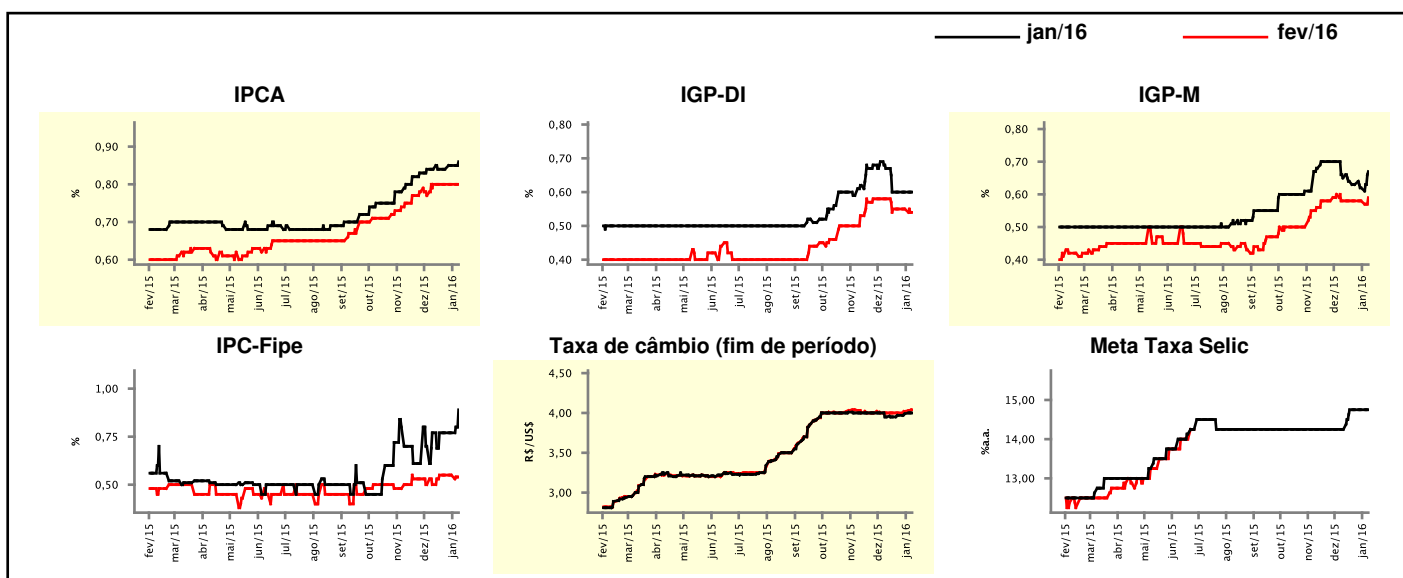 jan/16 fev/16
IPCA IGP-DI IGP-M
%
0,90
0,80
0,70
0,60
fev/15 mar/15 abr/15 mai/15 jun/15 jul/15 ago/15 set/15 out/15 nov/15 dez/15 jan/16
%
0,80
0,70
0,60
0,50
0,40
fev/15 mar/15 abr/15 mai/15 jun/15 jul/15 ago/15 set/15 out/15 nov/15 dez/15 jan/16
%
0,80
0,70
0,60
0,50
0,40
fev/15 mar/15 abr/15 mai/15 jun/15 jul/15 ago/15 set/15 out/15 nov/15 dez/15 jan/16
IPC-Fipe Taxa de câmbio (fim de período) Meta Taxa Selic
%
1,00
0,75
0,50
fev/15 mar/15 abr/15 mai/15 jun/15 jul/15 ago/15 set/15 out/15 nov/15 dez/15 jan/16
R$/US$
4,50
4,00
3,50
3,00
fev/15 mar/15 abr/15 mai/15 jun/15 jul/15 ago/15 set/15 out/15 nov/15 dez/15 jan/16
%a.a.
15,00
14,00
13,00
fev/15 mar/15 abr/15 mai/15 jun/15 jul/15 ago/15 set/15 out/15 nov/15 dez/15 jan/16